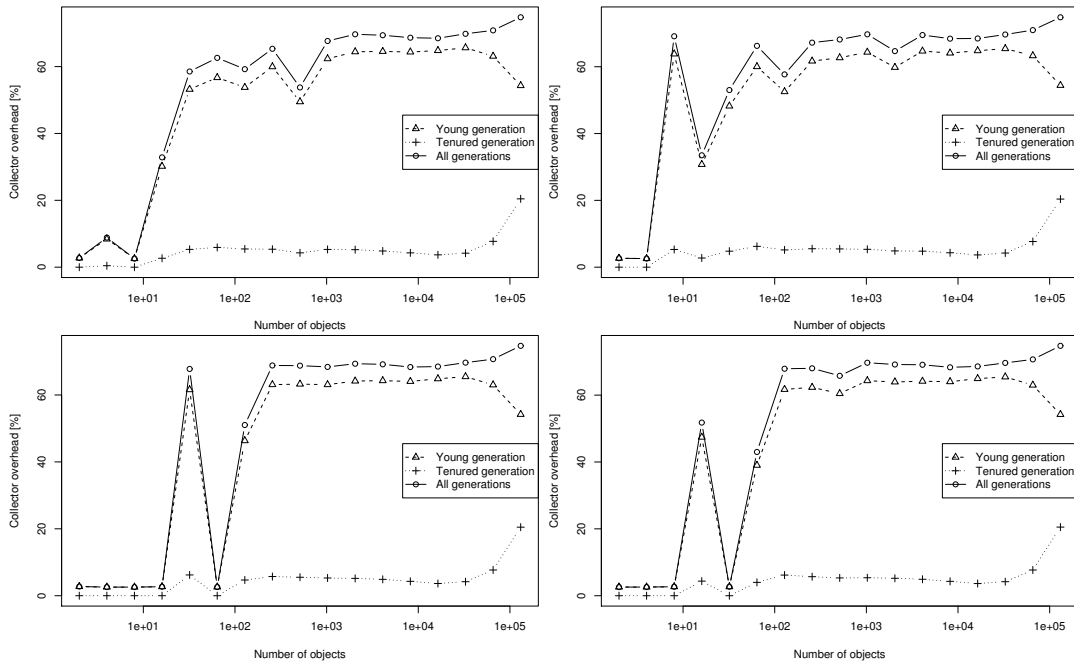 Collector overhead [%]
60
40
20
0
Young generation
Tenured generation
All generations
1e+01 1e+02 1e+03 1e+04 1e+05
Number of objects
Collector overhead [%]
60
40
20
0
Young generation
Tenured generation
All generations
1e+01 1e+02 1e+03 1e+04 1e+05
Number of objects
Collector overhead [%]
60
40
20
0
Young generation
Tenured generation
All generations
1e+01 1e+02 1e+03 1e+04 1e+05
Number of objects
Collector overhead [%]
60
40
20
0
Young generation
Tenured generation
All generations
1e+01 1e+02 1e+03 1e+04 1e+05
Number of objects